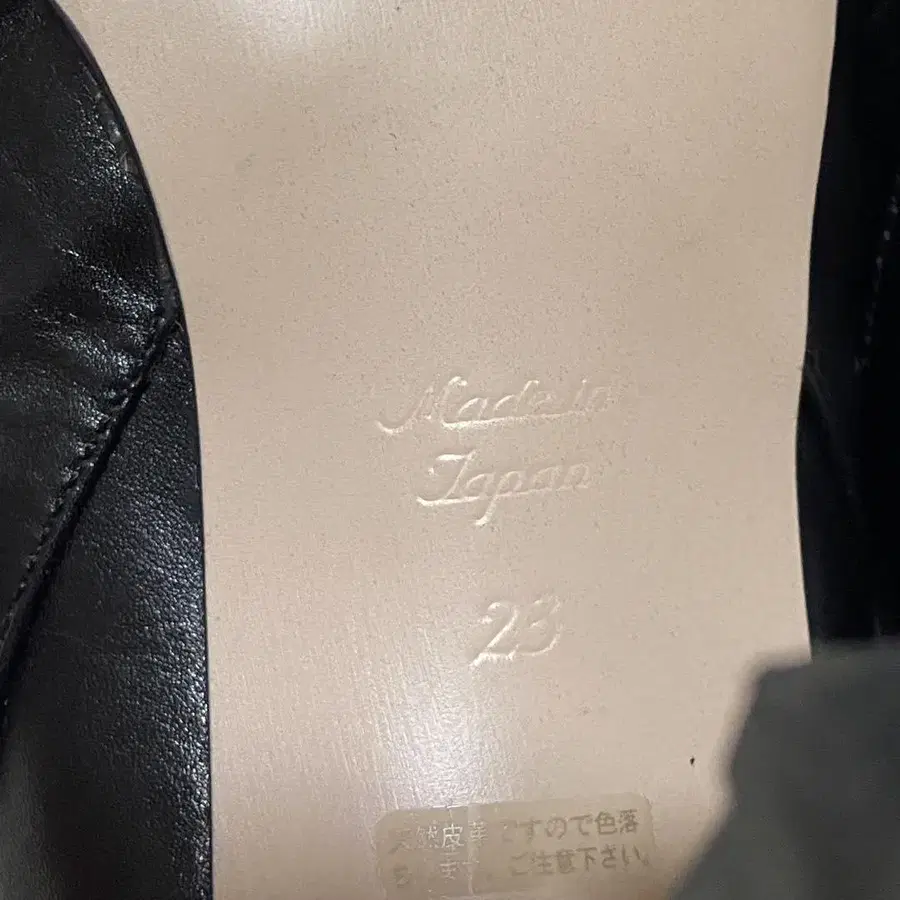 Made in
Japan
23
天然皮革ですので色落
ご注意下さい。